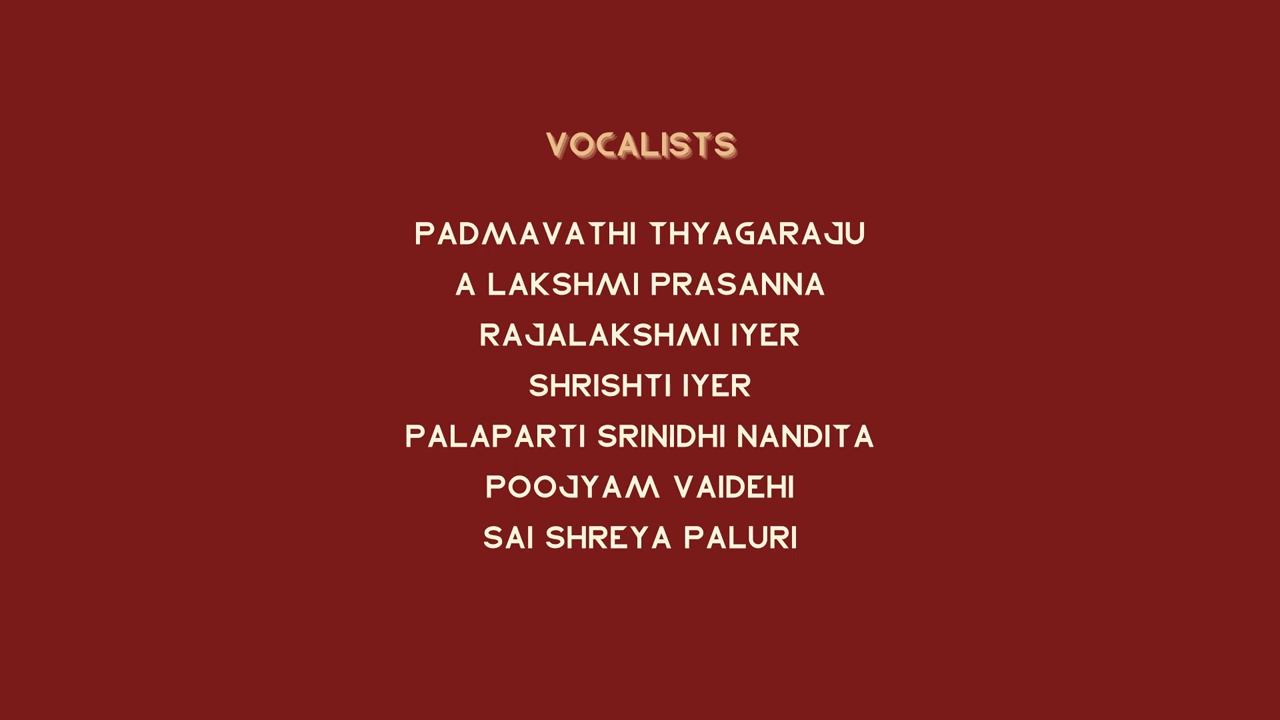 VOCALISTS
PADMAVATHI THYAGARAJU
A LAKSHMI PRASANNA
RAJALAKSHMI IYER
SHRISHTI IYER
PALAPARTI SRINIDHI NANDITA
POOJYAM VAIDEHI
SAI SHREYA PALURI